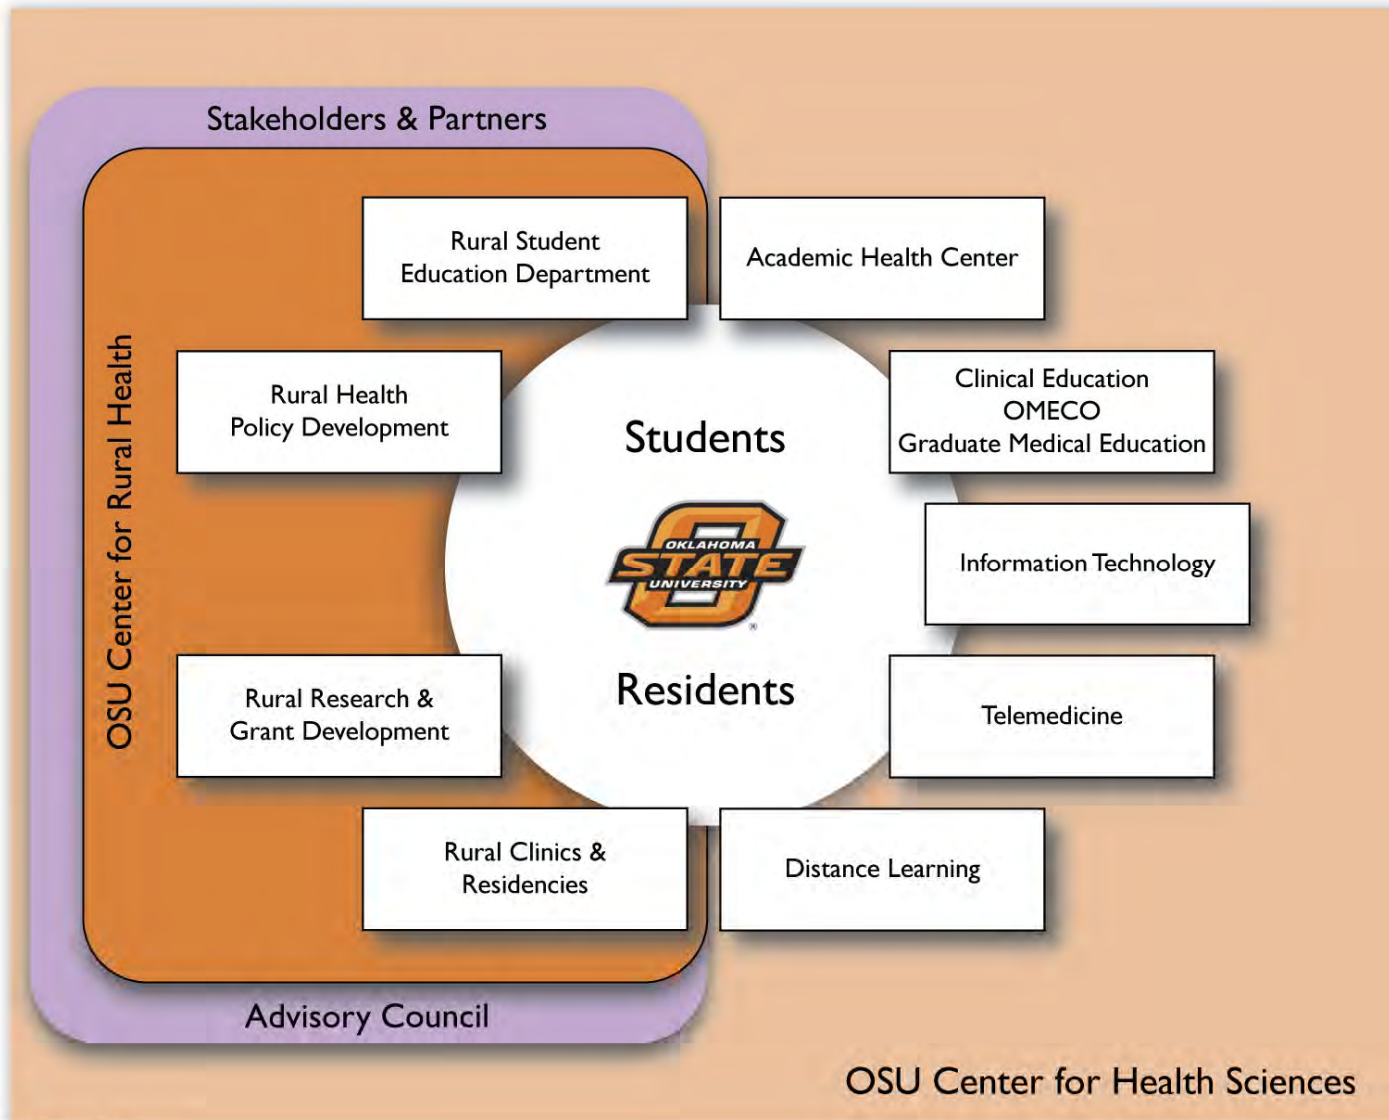 Stakeholders & Partners
OSU Center for Rural Health
Rural Student
Education Department
Academic Health Center
Rural Health
Policy Development
Clinical Education
OMECO
Graduate Medical Education
Students
OKLAHOMA
STATE
UNIVERSITY
®
Information Technology
Residents
Rural Research &
Grant Development
Telemedicine
Rural Clinics &
Residencies
Distance Learning
Advisory Council
OSU Center for Health Sciences